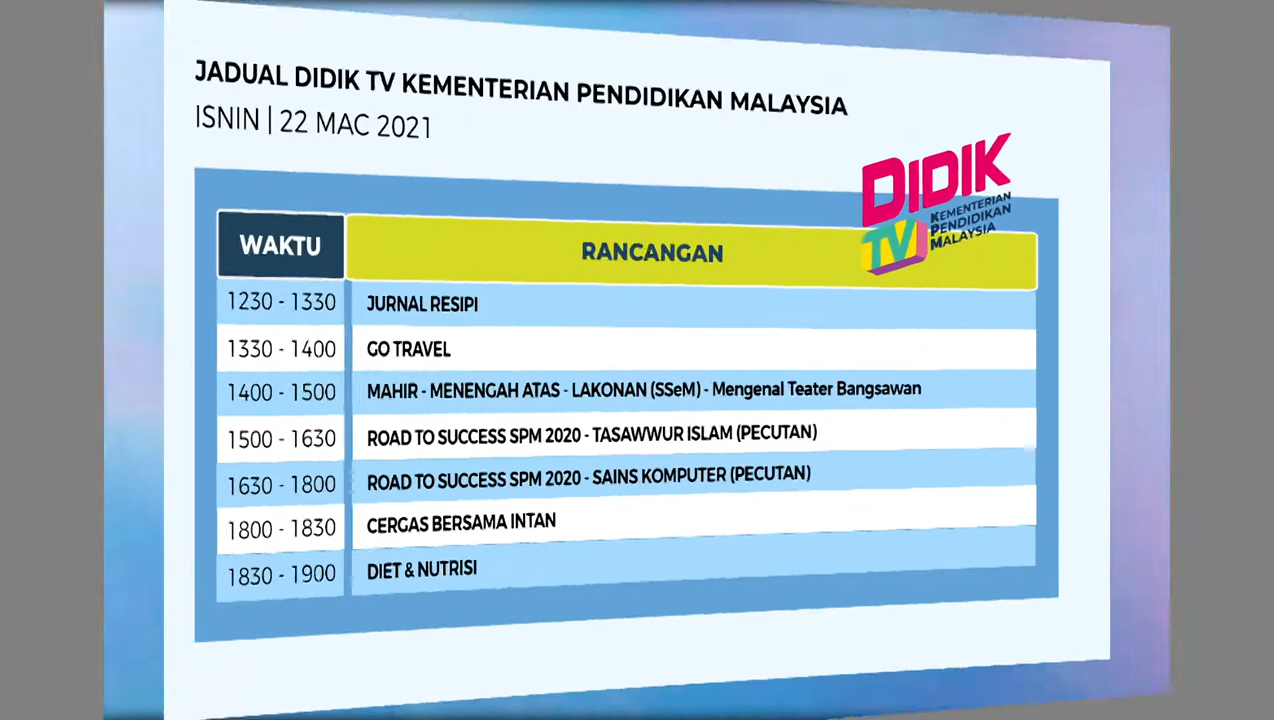 JADUAL DIDIK TV KEMENTERIAN PENDIDIKAN MALAYSIA
ISNIN | 22 MAC 2021
DIDIK
TV KEMENTERIAN
PENDIDIKAN
MALAYSIA
WAKTU RANCANGAN
1230 - 1330 JURNAL RESIPI
1330 - 1400 GO TRAVEL
1400 - 1500 MAHIR - MENENGAH ATAS - LAKONAN (SSeM) - Mengenal Teater Bangsawan
1500 - 1630 ROAD TO SUCCESS SPM 2020 - TASAWWUR ISLAM (PECUTAN)
1630 - 1800 ROAD TO SUCCESS SPM 2020 - SAINS KOMPUTER (PECUTAN)
1800 - 1830 CERGAS BERSAMA INTAN
1830 - 1900 DIET & NUTRISI